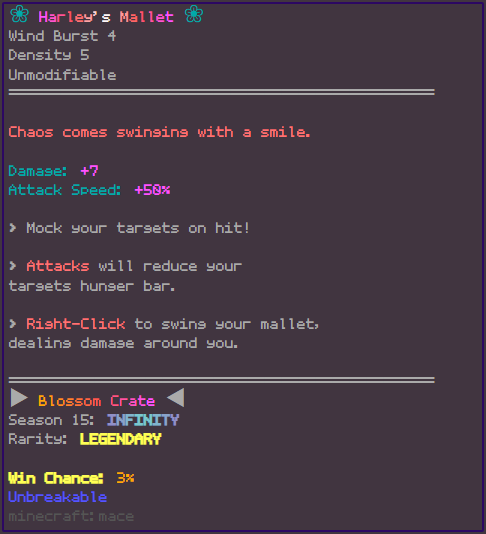 ❀ Harley's Mallet ❀
Wind Burst 4
Density 5
Unmodifiable
Chaos comes swinging with a smile.
Damage: +7
Attack Speed: +50%
> Mock your targets on hit!
> Attacks will reduce your
targets hunger bar.
> Right-Click to swing your mallet,
dealing damage around you.
▶ Blossom Crate ◀
Season 15: INFINITY
Rarity: LEGENDARY
Win Chance: 3%
Unbreakable
minecraft:mace